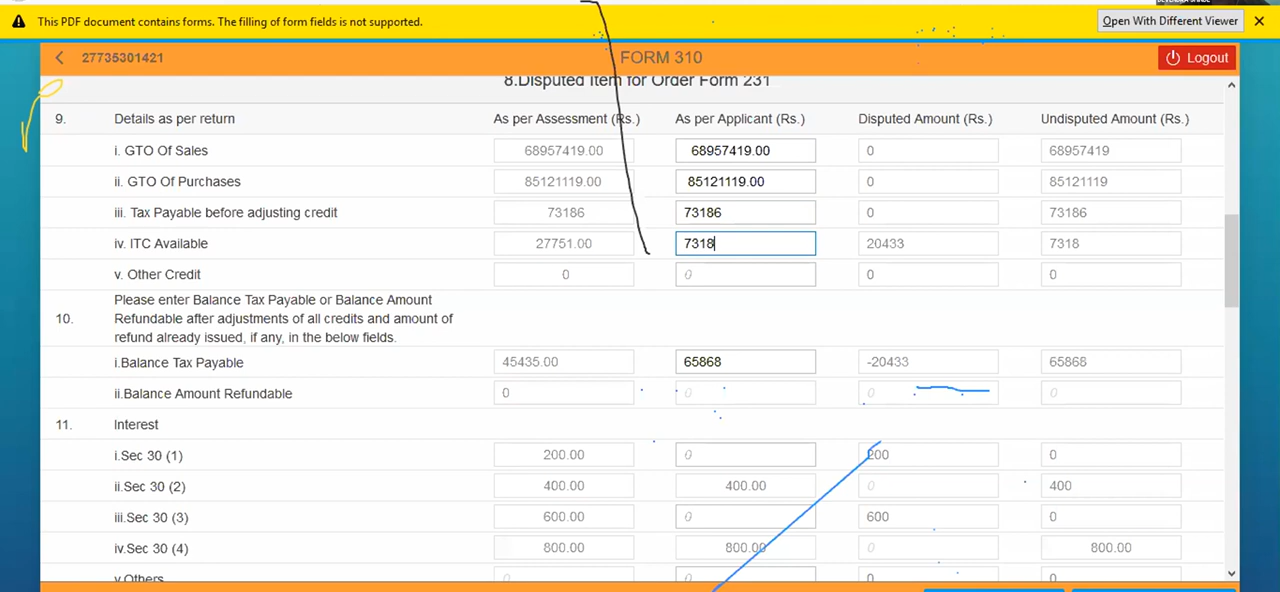 This PDF document contains forms. The filling of form fields is not supported.
Open With Different Viewer
27735301421
FORM 310
Logout
8.Disputed Item for Order Form 231
9. Details as per return As per Assessment (Rs.) As per Applicant (Rs.) Disputed Amount (Rs.) Undisputed Amount (Rs.)
i. GTO Of Sales 68957419.00 68957419.00 0 68957419
ii. GTO Of Purchases 85121119.00 85121119.00 0 85121119
iii. Tax Payable before adjusting credit 73186 73186 0 73186
iv. ITC Available 27751.00 7318 20433 7318
v. Other Credit 0 0 0 0
Please enter Balance Tax Payable or Balance Amount
10. Refundable after adjustments of all credits and amount of
refund already issued, if any, in the below fields.
i.Balance Tax Payable 45435.00 65868 -20433 65868
ii.Balance Amount Refundable 0 0 0 0
11. Interest
i.Sec 30 (1) 200.00 0 200 0
ii.Sec 30 (2) 400.00 400.00 0 400
iii.Sec 30 (3) 600.00 0 600 0
iv.Sec 30 (4) 800.00 800.00 0 800.00
v.Others 0 0 0 0